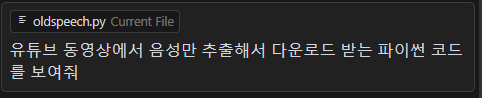 oldspeech.py Current File
유튜브 동영상에서 음성만 추출해서 다운로드 받는 파이썬 코드
를 보여줘